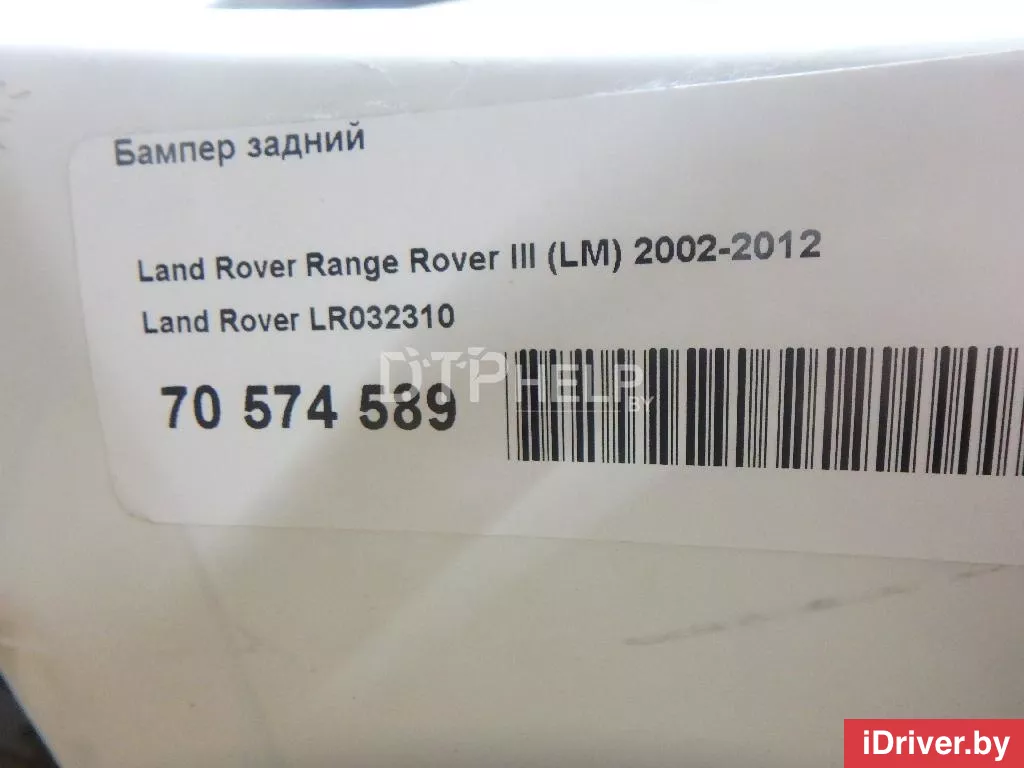 Бампер задний
Land Rover Range Rover III (LM) 2002-2012
Land Rover LR032310
70 574 589
DTPHELP
BY
iDriver.by